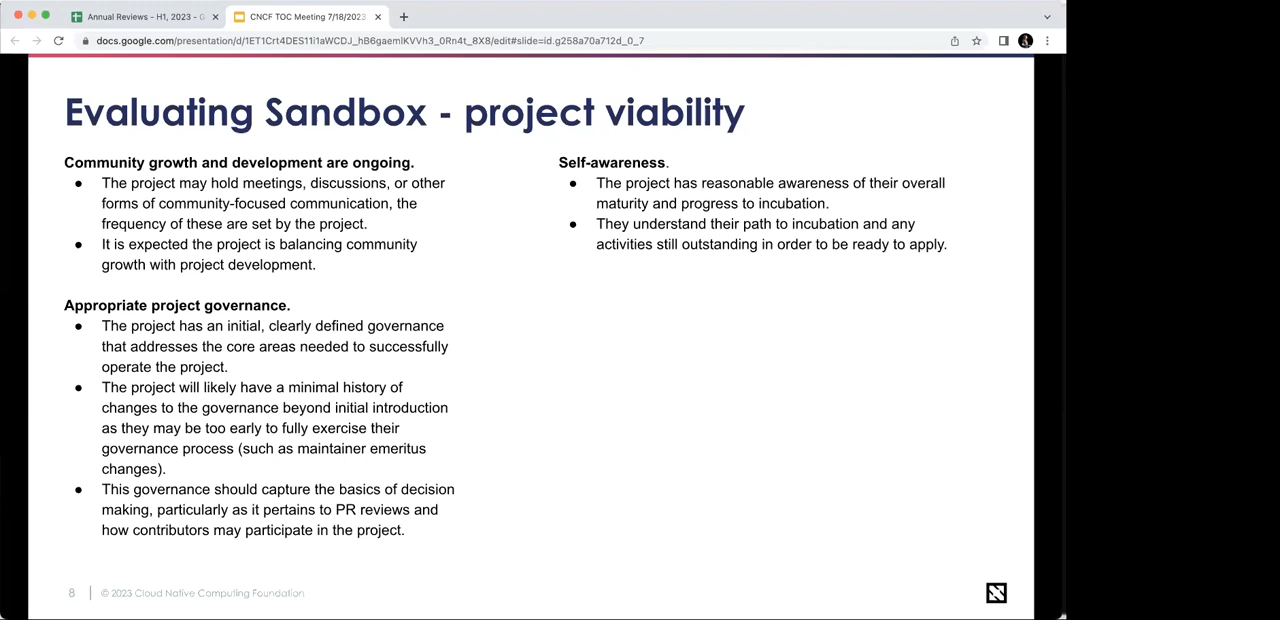 Annual Reviews - H1, 2023 - G
CNCF TOC Meeting 7/18/2023
docs.google.com/presentation/d/1ET1Crt4DES11i1aWCDJ_hB6gaemlKVVh3_0Rn4t_8X8/edit#slide=id.g258a70a712d_0_7
Evaluating Sandbox - project viability
Community growth and development are ongoing.
● The project may hold meetings, discussions, or other
forms of community-focused communication, the
frequency of these are set by the project.
● It is expected the project is balancing community
growth with project development.
Appropriate project governance.
● The project has an initial, clearly defined governance
that addresses the core areas needed to successfully
operate the project.
● The project will likely have a minimal history of
changes to the governance beyond initial introduction
as they may be too early to fully exercise their
governance process (such as maintainer emeritus
changes).
● This governance should capture the basics of decision
making, particularly as it pertains to PR reviews and
how contributors may participate in the project.
Self-awareness.
● The project has reasonable awareness of their overall
maturity and progress to incubation.
● They understand their path to incubation and any
activities still outstanding in order to be ready to apply.
8 | © 2023 Cloud Native Computing Foundation